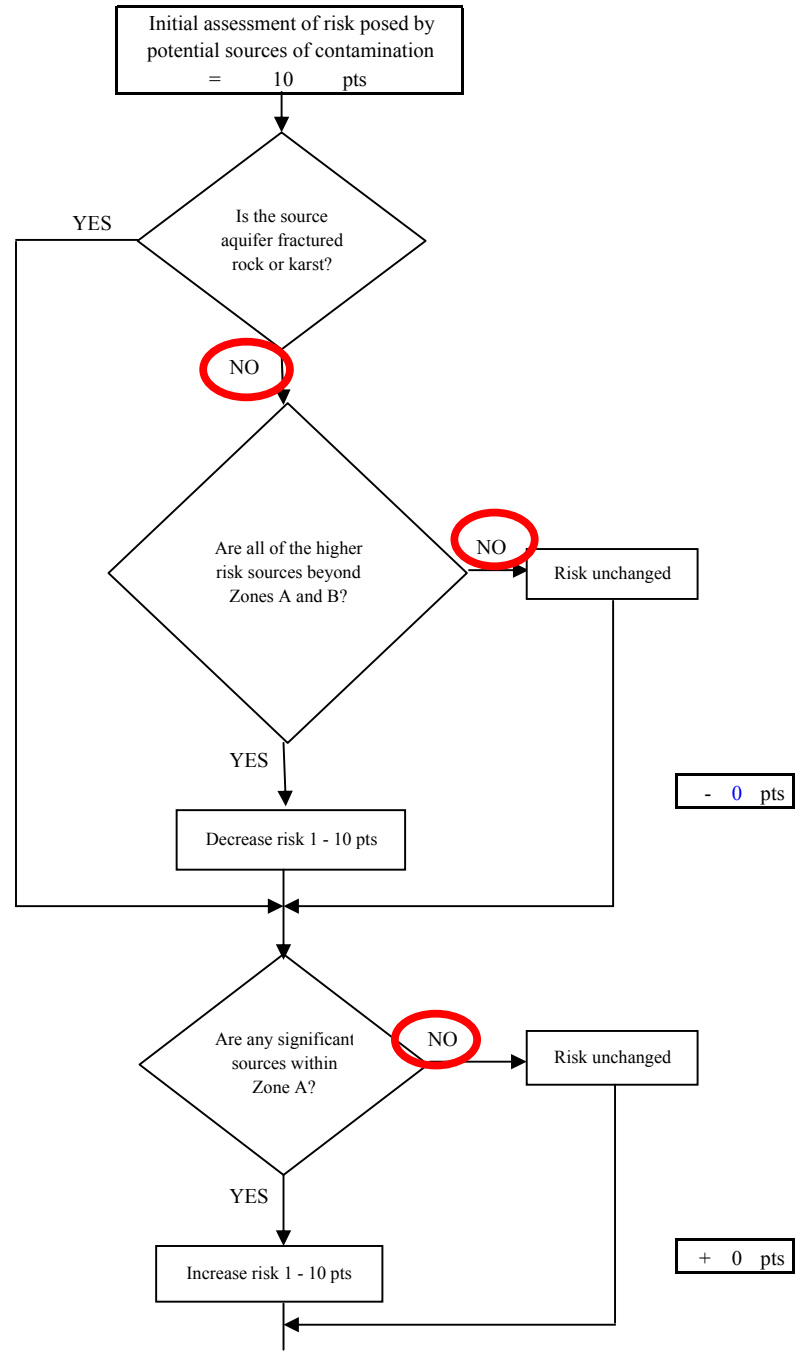 Initial assessment of risk posed by
potential sources of contamination
= 10 pts
YES
Is the source
aquifer fractured
rock or karst?
NO
Are all of the higher
risk sources beyond
Zones A and B?
NO
Risk unchanged
YES
- 0 pts
Decrease risk 1 - 10 pts
Are any significant
sources within
Zone A?
NO
Risk unchanged
YES
+ 0 pts
Increase risk 1 - 10 pts